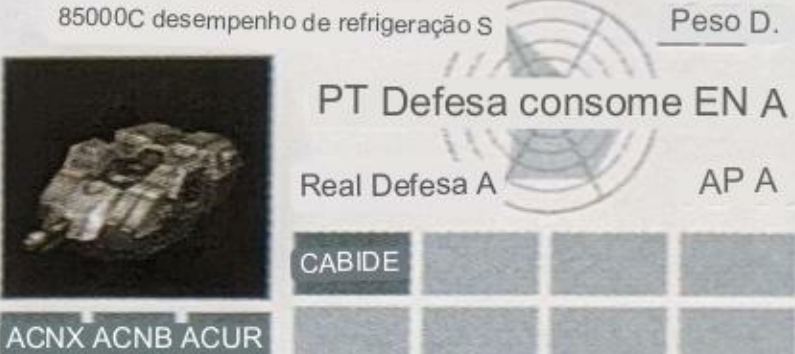 85000C desempenho de refrigeração S
Peso D.
PT Defesa consome EN A
Real Defesa A
AP A
CABIDE
ACNX ACNB ACUR